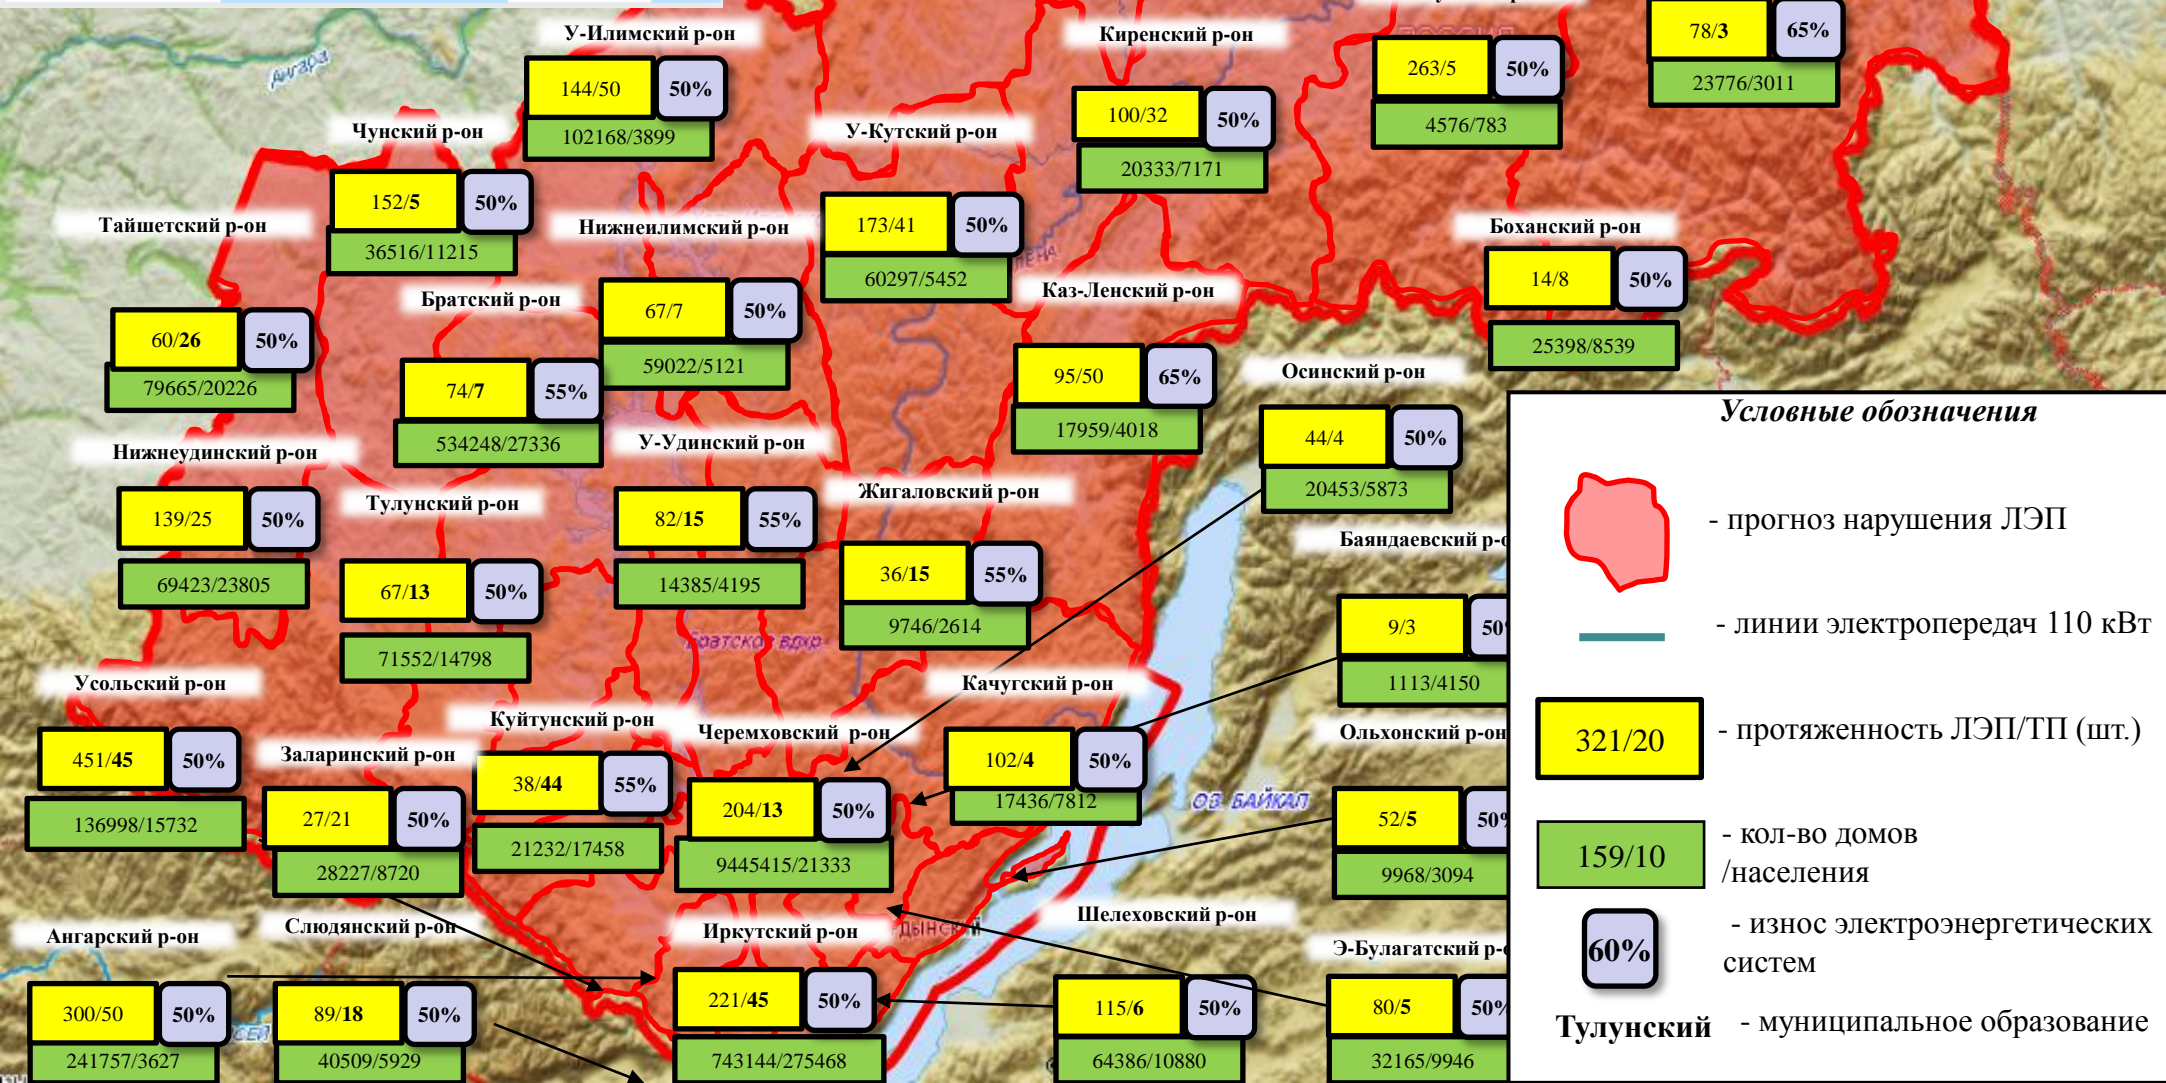 У-Илимский р-он
144/50
50%
102168/3899
Киренский р-он
100/32
50%
20333/7171
263/5
50%
4576/783
78/3
65%
23776/3011
Ангара
Чунский р-он
152/5
50%
36516/11215
У-Кутский р-он
173/41
50%
60297/5452
Тайшетский р-он
60/26
50%
79665/20226
Нижнеилимский р-он
67/7
50%
59022/5121
Боханский р-он
14/8
50%
25398/8539
Братский р-он
74/7
55%
534248/27336
Каз-Ленский р-он
95/50
65%
17959/4018
Осинский р-он
44/4
50%
20453/5873
Нижнеудинский р-он
139/25
50%
69423/23805
Тулунский р-он
67/13
50%
71552/14798
У-Удинский р-он
82/15
55%
14385/4195
Жигаловский р-он
36/15
55%
9746/2614
Баяндаевский р-о
9/3
50
1113/4150
Братское вдхр
Усольский р-он
451/45
50%
136998/15732
Заларинский р-он
27/21
50%
28227/8720
Куйтунский р-он
38/44
55%
21232/17458
Черемховский р-он
204/13
50%
9445415/21333
Качугский р-он
102/4
50%
17436/7812
ОЗ. БАЙКАЛ
Ольхонский р-он
52/5
50%
9968/3094
Ангарский р-он
300/50
50%
241757/3627
Слюдянский р-он
89/18
50%
40509/5929
Иркутский р-он
221/45
50%
743144/275468
Шелеховский р-он
115/6
50%
64386/10880
Э-Булагатский р-о
80/5
50%
32165/9946
Условные обозначения
- прогноз нарушения ЛЭП
- линии электропередач 110 кВт
321/20
- протяженность ЛЭП/ТП (шт.)
159/10
- кол-во домов
/населения
60%
- износ электроэнергетических
систем
Тулунский - муниципальное образование